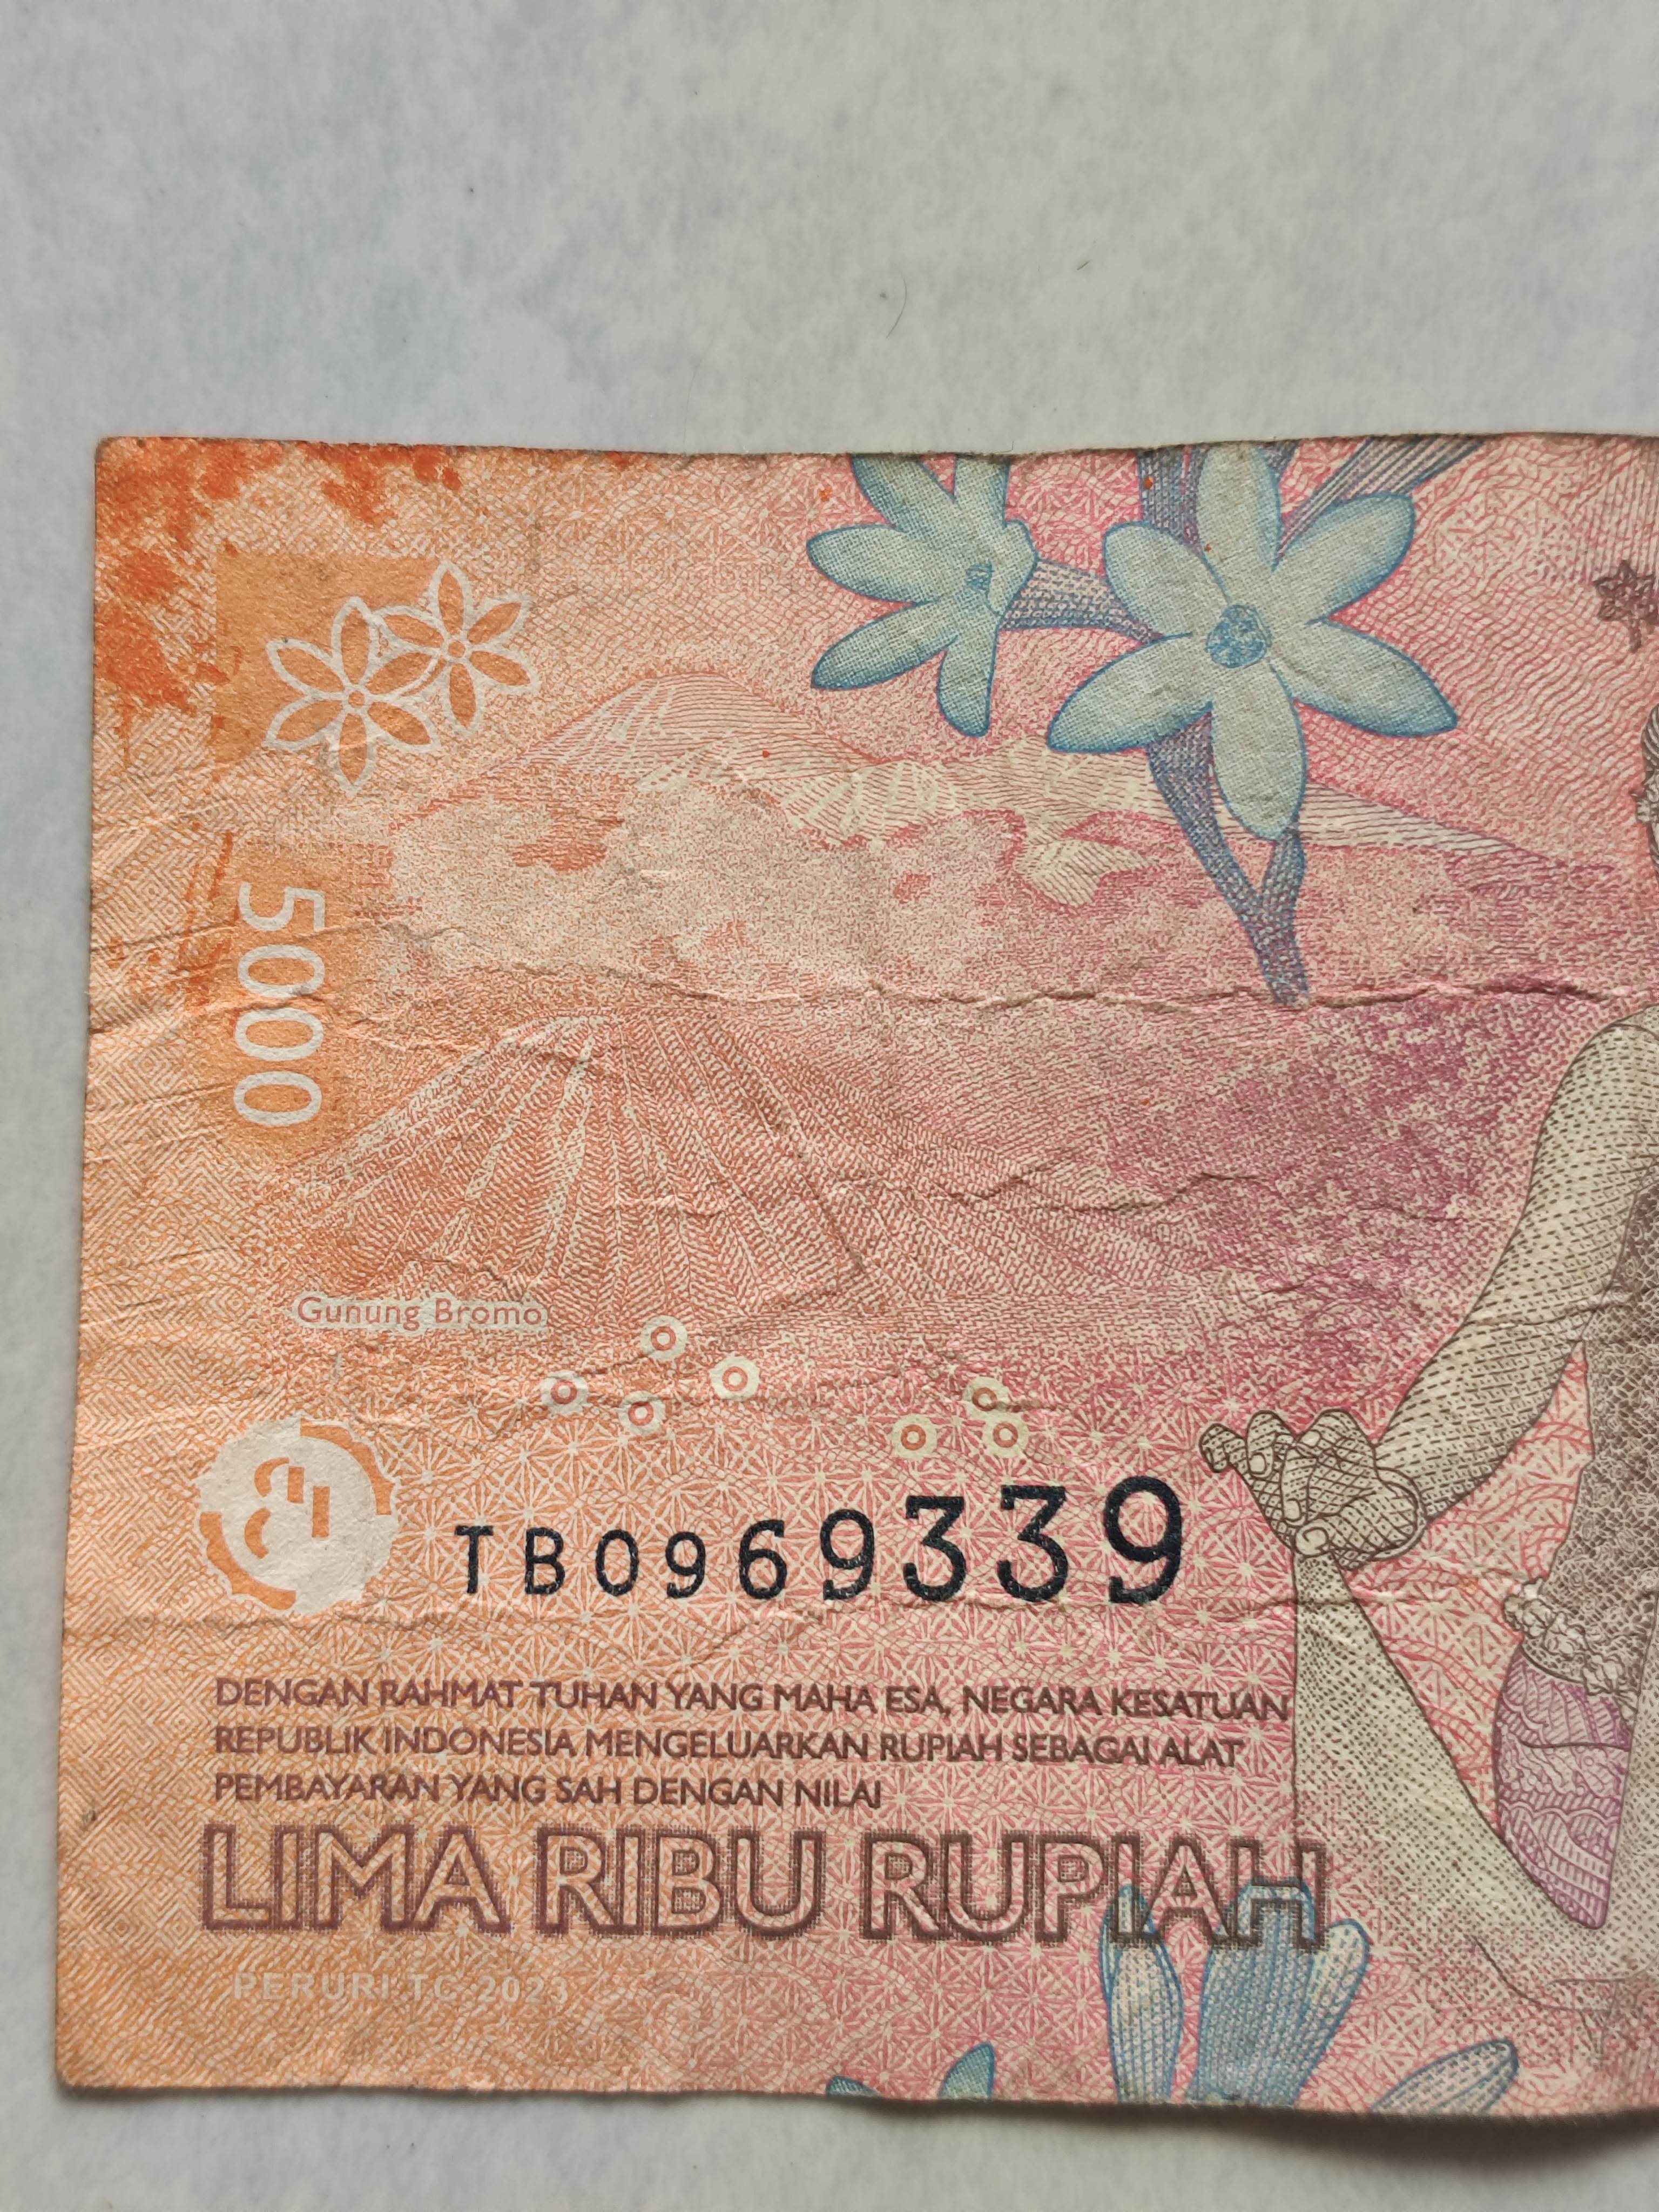 5000
Gunung Bromo
TB0969339
DENGAN RAHMAT TUHAN YANG MAHA ESA, NEGARA KESATUAN
REPUBLIK INDONESIA MENGELUARKAN RUPIAH SEBAGAI ALAT
PEMBAYARAN YANG SAH DENGAN NILAI
LIMA RIBU RUPIAH
PERURI TC 2023